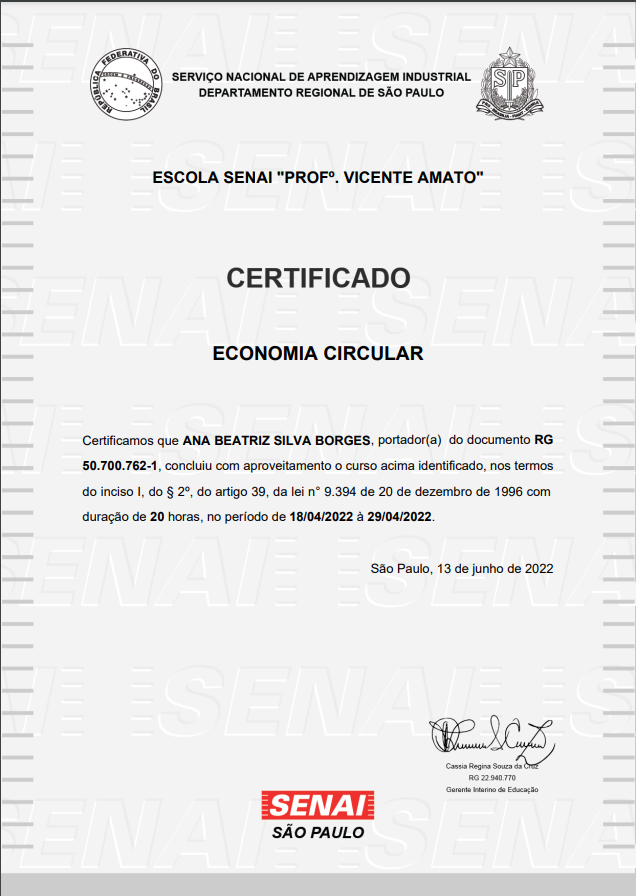 REPÚBLICA FEDERATIVA DO BRASIL
SERVIÇO NACIONAL DE APRENDIZAGEM INDUSTRIAL
DEPARTAMENTO REGIONAL DE SÃO PAULO
SP
ESCOLA SENAI "PROFº. VICENTE AMATO"
CERTIFICADO
ECONOMIA CIRCULAR
Certificamos que ANA BEATRIZ SILVA BORGES, portador(a) do documento RG
50.700.762-1, concluiu com aproveitamento o curso acima identificado, nos termos
do inciso I, do § 2º, do artigo 39, da lei n° 9.394 de 20 de dezembro de 1996 com
duração de 20 horas, no período de 18/04/2022 à 29/04/2022.
São Paulo, 13 de junho de 2022
Cassia Regina Souza da Cruz
RG 22.940.770
Gerente Interino de Educação
SENAI
SÃO PAULO